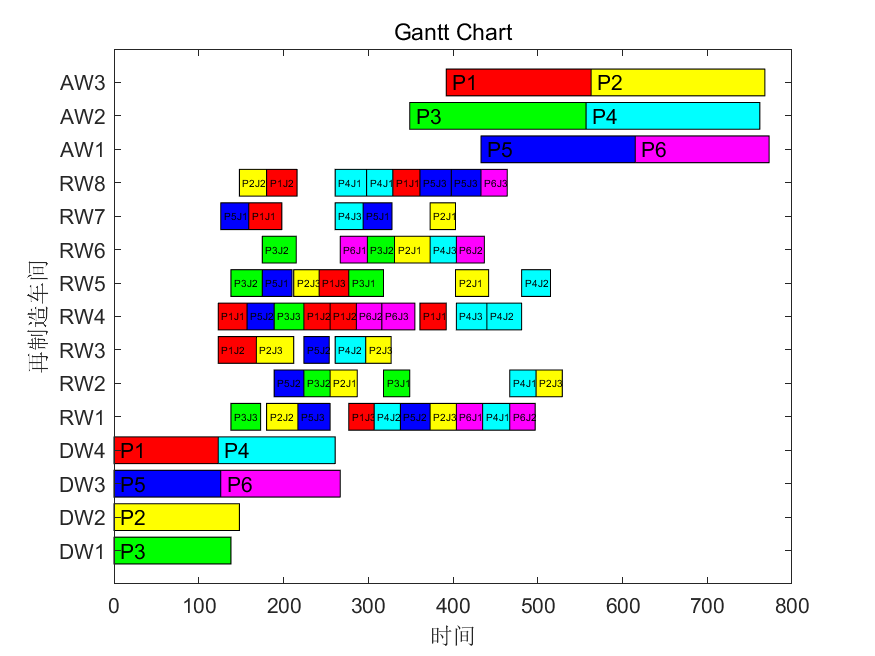 Gantt Chart
AW3 P1 P2
AW2 P3 P4
AW1 P5 P6
RW8 P2J2 P1J2 P4J1 P4J1 P1J1 P5J3 P5J3 P6J3
RW7 P5J1 P1J1 P4J3 P5J1 P2J1
RW6 P3J2 P6J1 P3J2 P2J1 P4J3 P6J2
RW5 P3J2 P5J1 P2J3 P1J3 P3J1 P2J1 P4J2
RW4 P1J1 P5J2 P3J3 P1J2 P1J2 P6J2 P6J3 P1J1 P4J3 P4J2
RW3 P1J2 P2J3 P5J2 P4J2 P2J3
RW2 P5J2 P3J2 P2J1 P3J1 P4J1 P2J3
RW1 P3J3 P2J2 P5J3 P1J3 P4J2 P5J2 P2J3 P6J1 P4J1 P6J2
DW4 P1 P4
DW3 P5 P6
DW2 P2
DW1 P3
0 100 200 300 400 500 600 700 800
时间
再制造车间